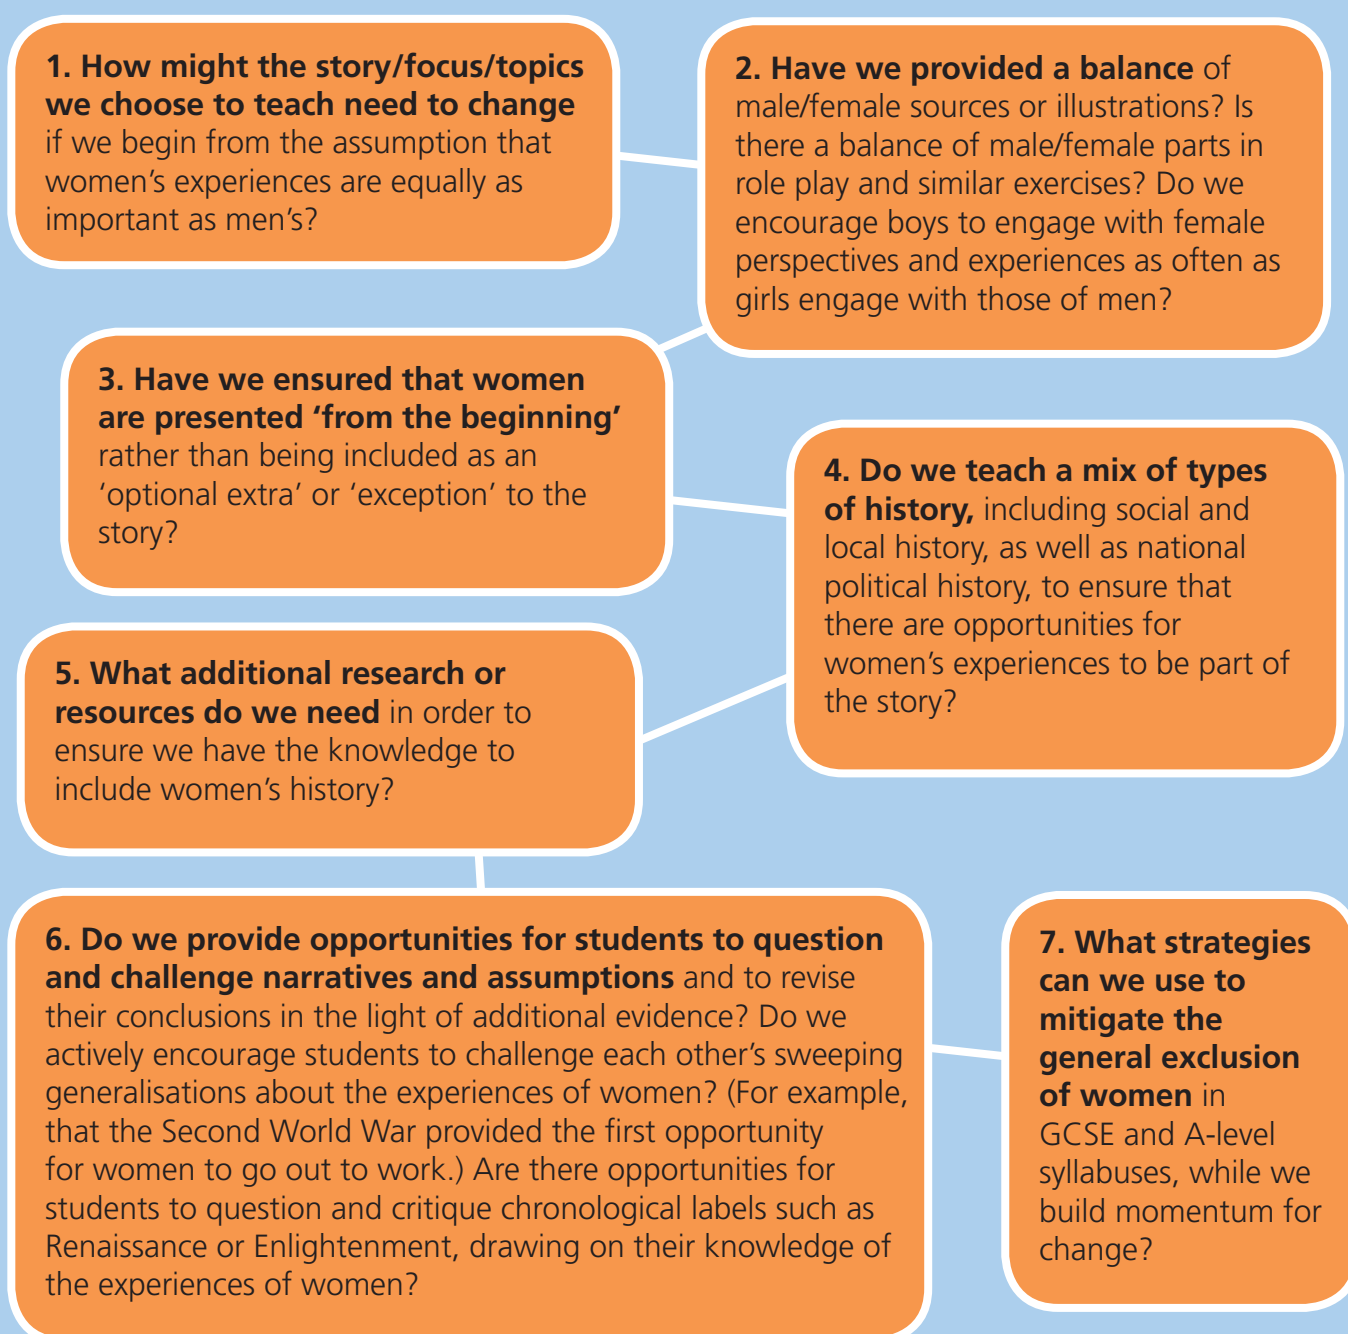 1. How might the story/focus/topics
we choose to teach need to change
if we begin from the assumption that
women’s experiences are equally as
important as men’s?
2. Have we provided a balance of
male/female sources or illustrations? Is
there a balance of male/female parts in
role play and similar exercises? Do we
encourage boys to engage with female
perspectives and experiences as often as
girls engage with those of men?
3. Have we ensured that women
are presented ‘from the beginning’
rather than being included as an
‘optional extra’ or ‘exception’ to the
story?
4. Do we teach a mix of types
of history, including social and
local history, as well as national
political history, to ensure that
there are opportunities for
women’s experiences to be part of
the story?
5. What additional research or
resources do we need in order to
ensure we have the knowledge to
include women’s history?
6. Do we provide opportunities for students to question
and challenge narratives and assumptions and to revise
their conclusions in the light of additional evidence? Do we
actively encourage students to challenge each other’s sweeping
generalisations about the experiences of women? (For example,
that the Second World War provided the first opportunity
for women to go out to work.) Are there opportunities for
students to question and critique chronological labels such as
Renaissance or Enlightenment, drawing on their knowledge of
the experiences of women?
7. What strategies
can we use to
mitigate the
general exclusion
of women in
GCSE and A-level
syllabuses, while we
build momentum for
change?